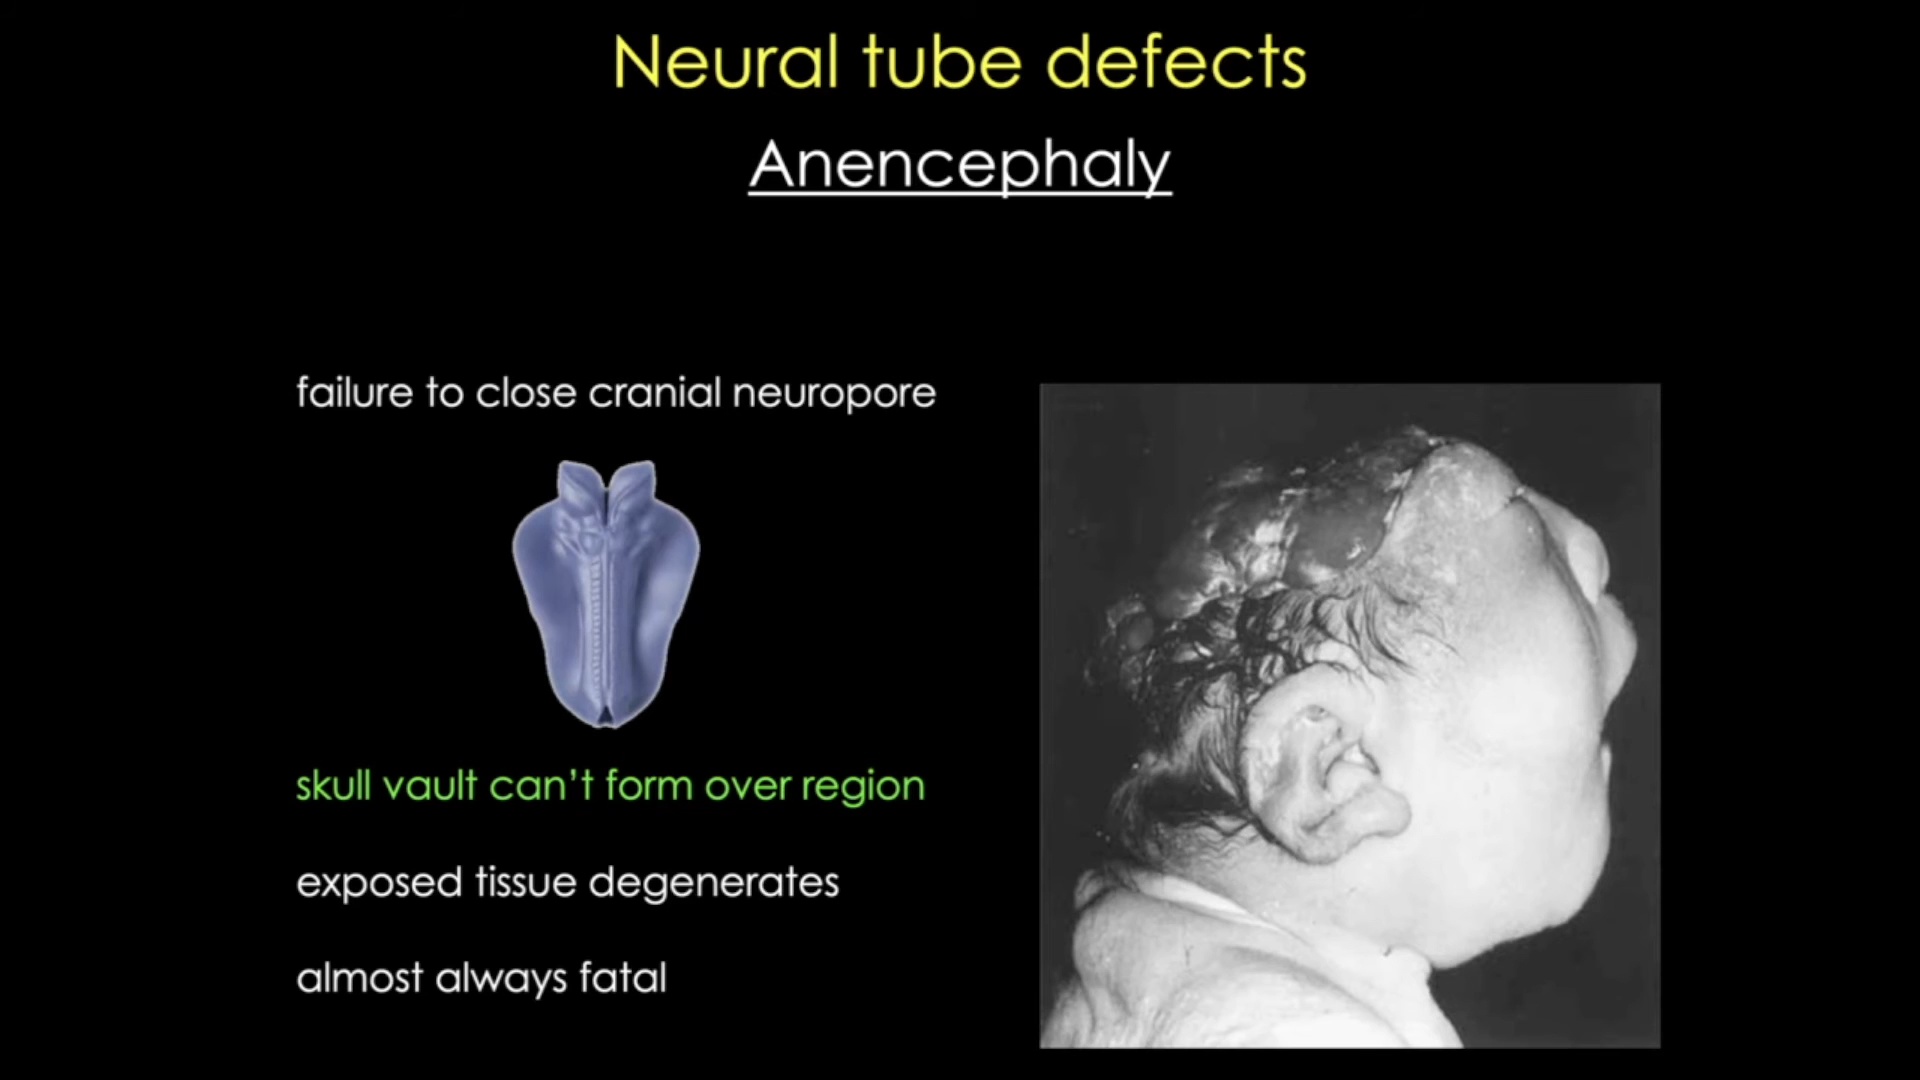 Neural tube defects
Anencephaly
failure to close cranial neuropore
skull vault can’t form over region
exposed tissue degenerates
almost always fatal